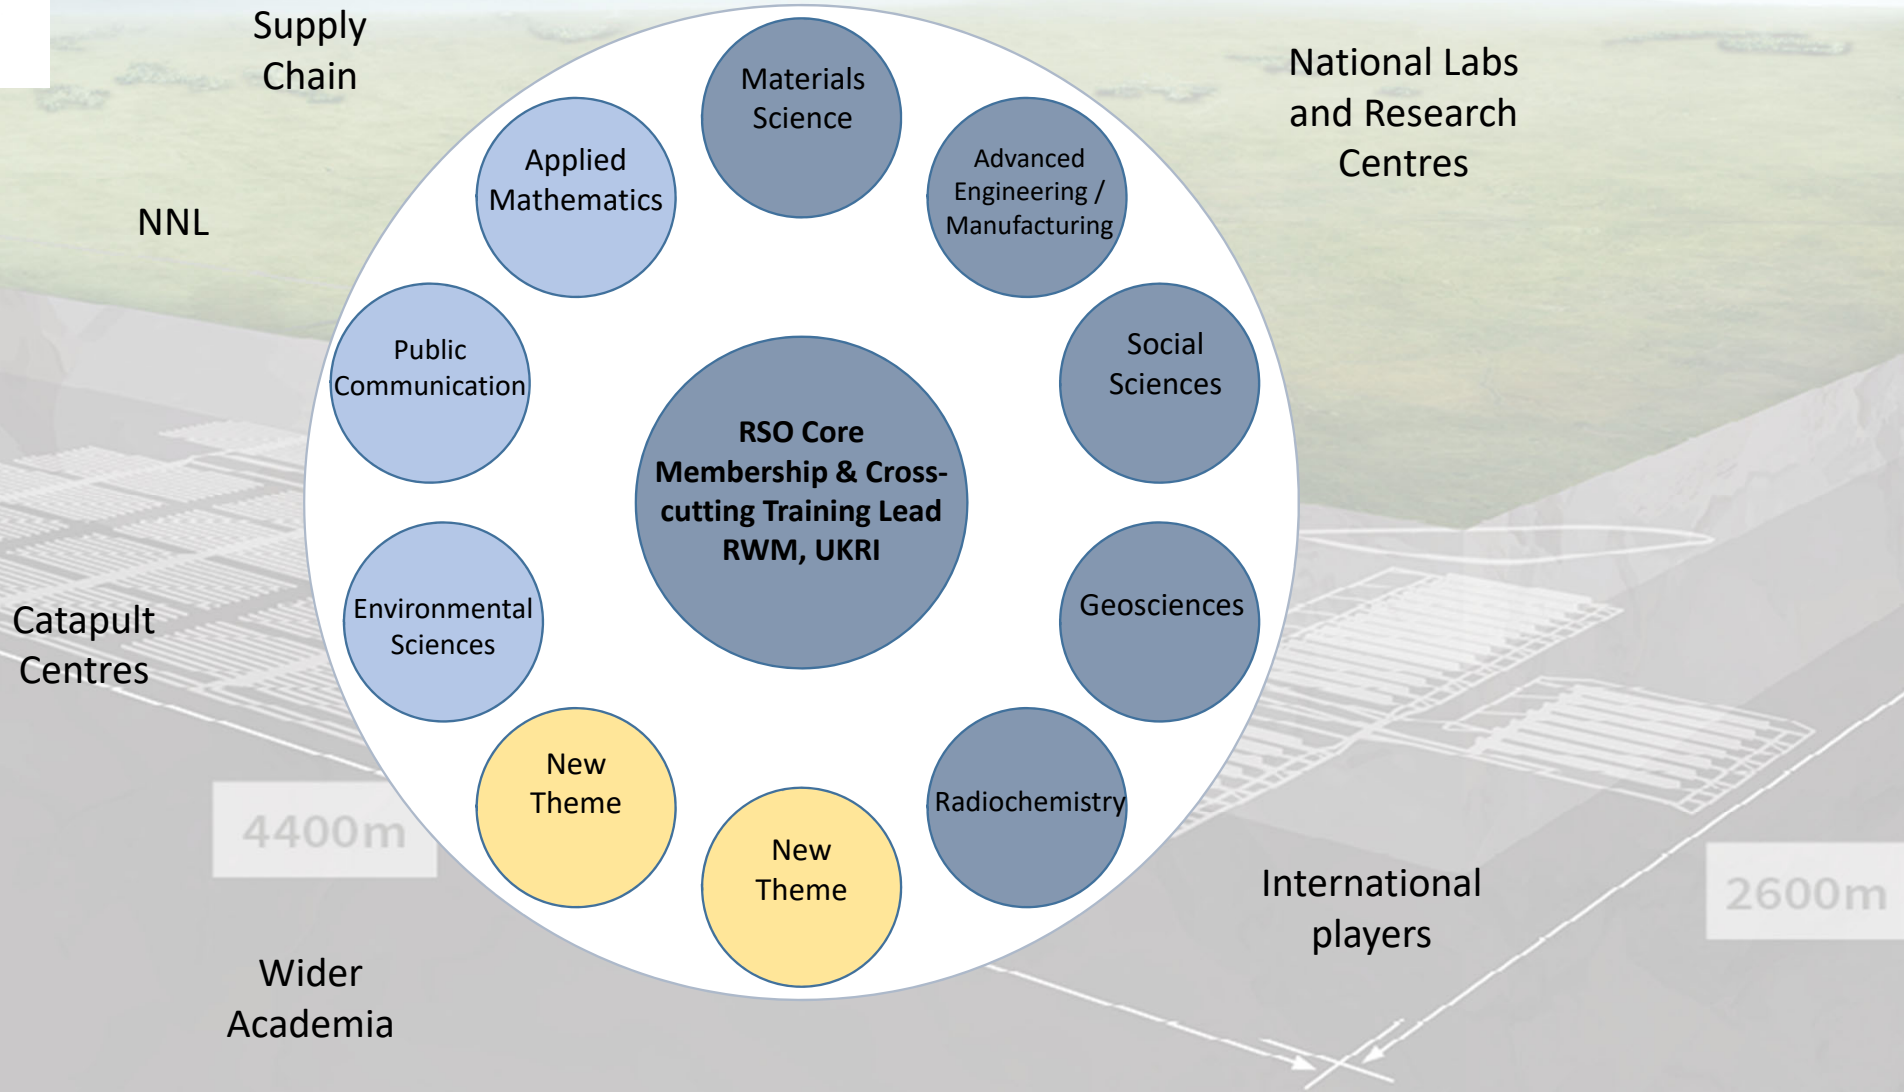 Supply
Chain
National Labs
and Research
Centres
NNL
Catapult
Centres
Wider
Academia
International
players
Materials
Science
Advanced
Engineering /
Manufacturing
Social
Sciences
Geosciences
Radiochemistry
New
Theme
New
Theme
Environmental
Sciences
Public
Communication
Applied
Mathematics
RSO Core
Membership & Cross-
cutting Training Lead
RWM, UKRI
4400m
2600m